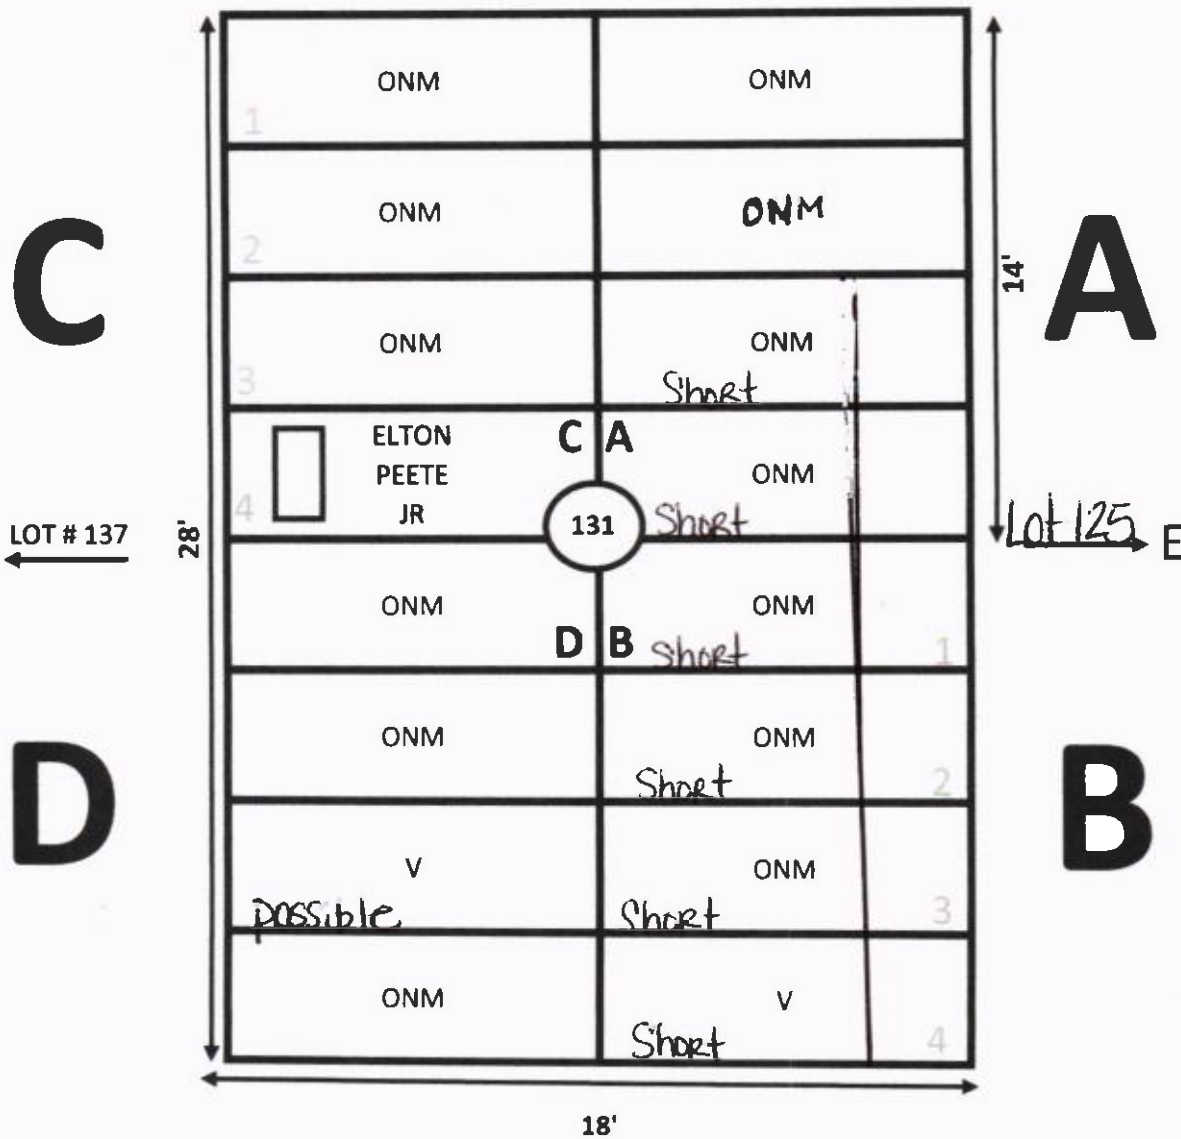 ONM ONM
1
ONM ONM
2
C A
14'
ONM ONM
3 Short
ELTON C A
PEETE ONM
JR
4 131 Short
LOT # 137 28' Lot 125 E
ONM ONM
D B Short 1
ONM ONM
Short 2
D B
V ONM
possible Short 3
ONM V
Short 4
18'